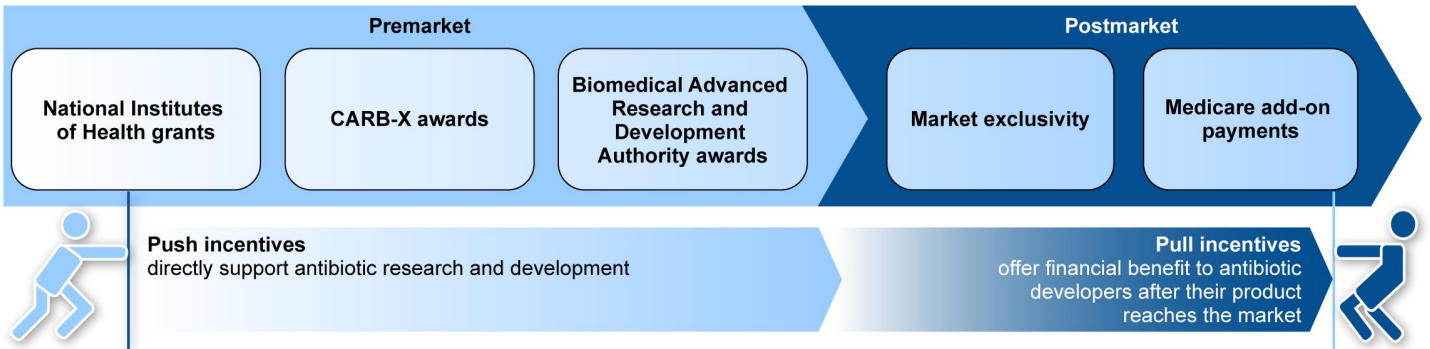 Premarket
Postmarket
National Institutes
of Health grants
CARB-X awards
Biomedical Advanced
Research and
Development
Authority awards
Market exclusivity
Medicare add-on
payments
Push incentives
directly support antibiotic research and development
Pull incentives
offer financial benefit to antibiotic
developers after their product
reaches the market